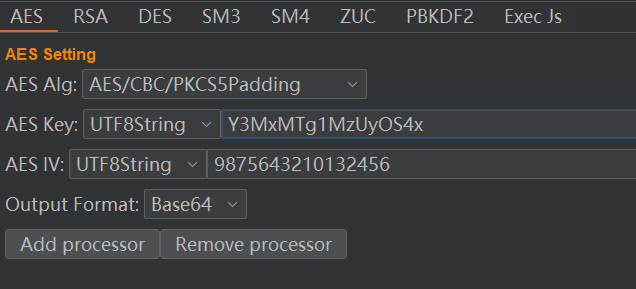 AES RSA DES SM3 SM4 ZUC PBKDF2 Exec Js
AES Setting
AES Alg: AES/CBC/PKCS5Padding
AES Key: UTF8String Y3MxMTg1MzUyOS4x
AES IV: UTF8String 9875643210132456
Output Format: Base64
Add processor Remove processor